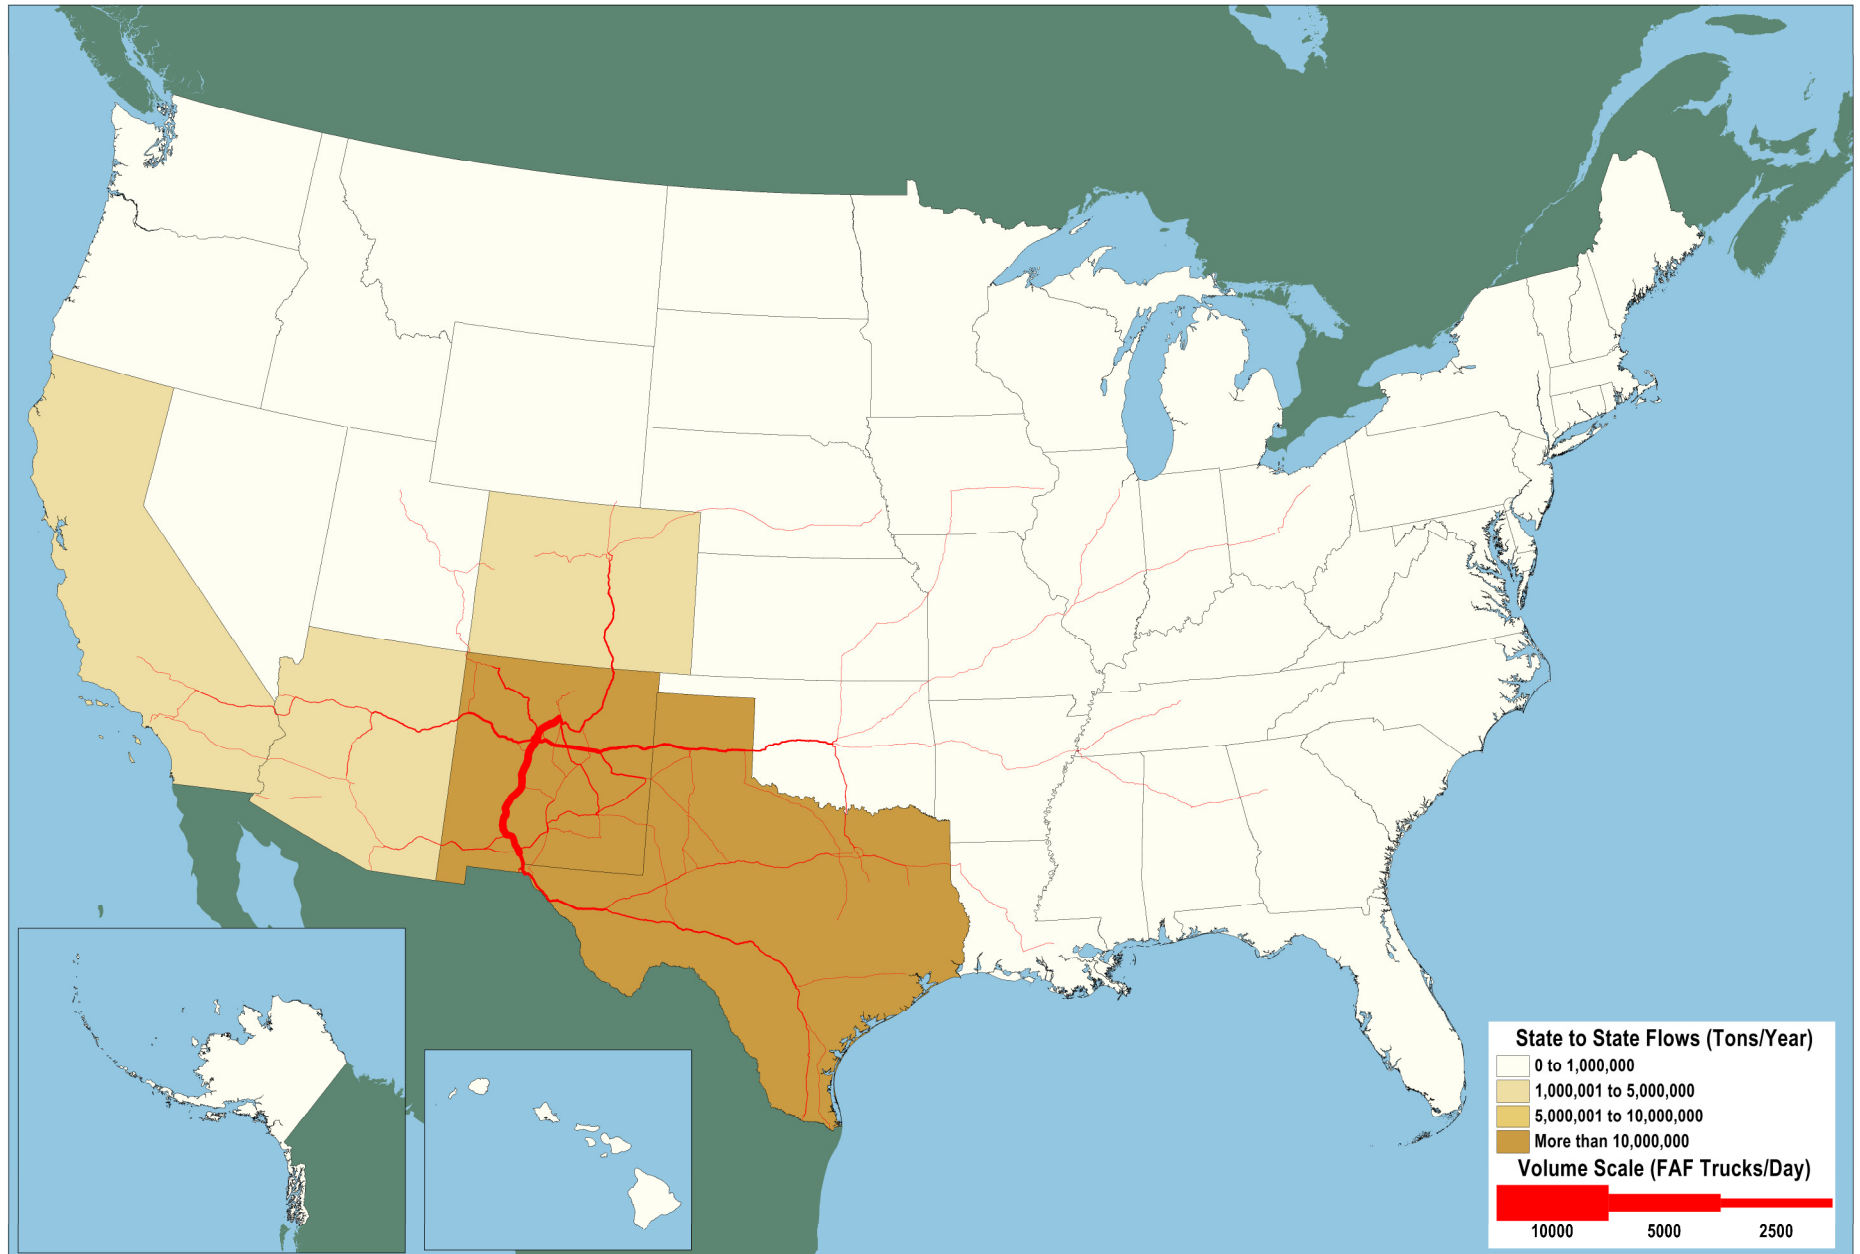 State to State Flows (Tons/Year)
0 to 1,000,000
1,000,001 to 5,000,000
5,000,001 to 10,000,000
More than 10,000,000
Volume Scale (FAF Trucks/Day)
10000 5000 2500